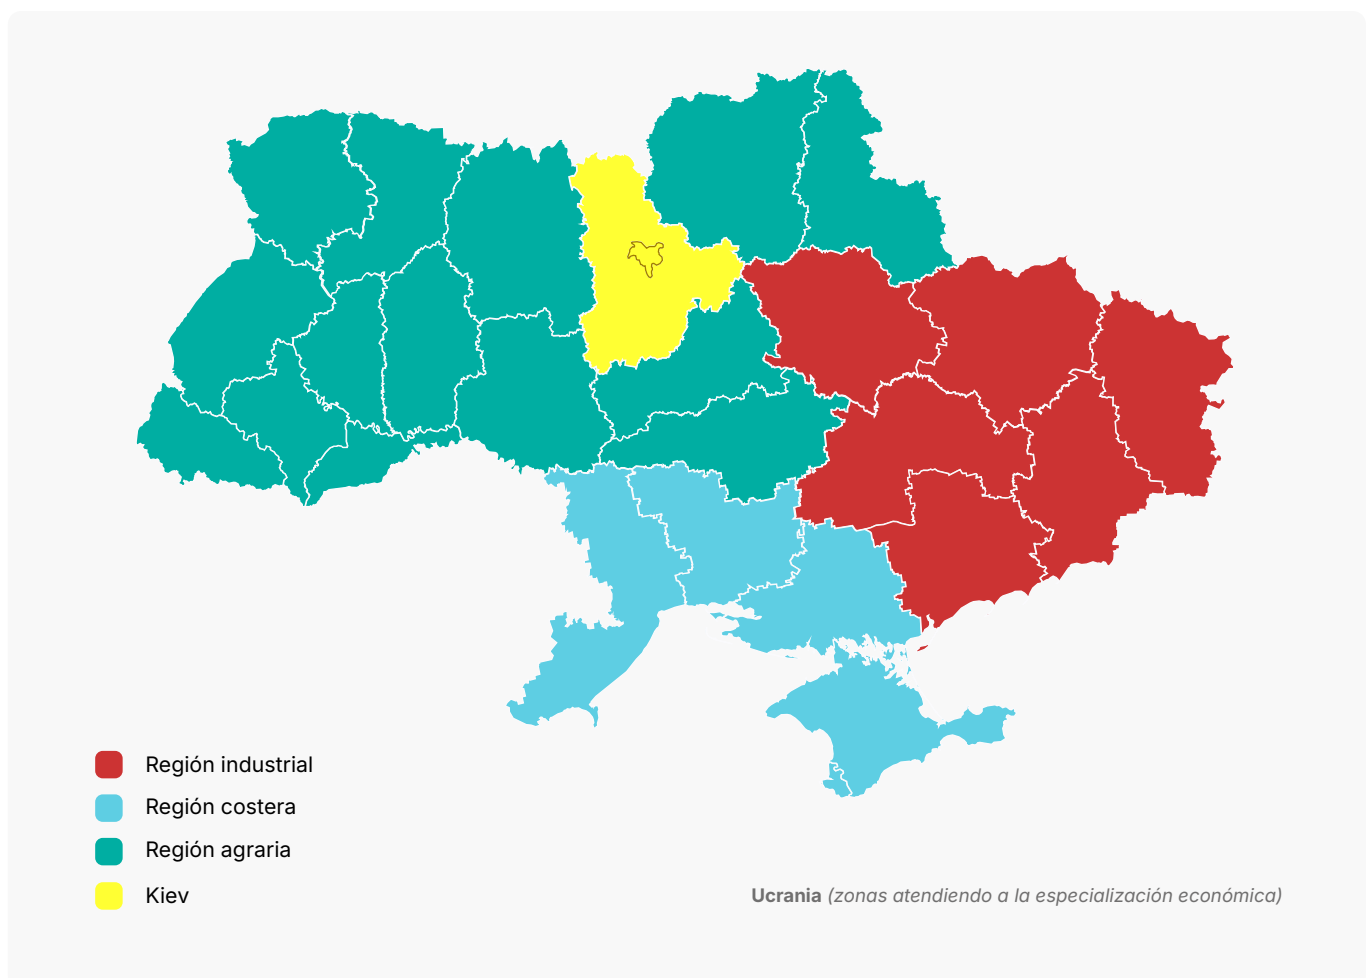 Región industrial
Región costera
Región agraria
Kiev
Ucrania (zonas atendiendo a la especialización económica)